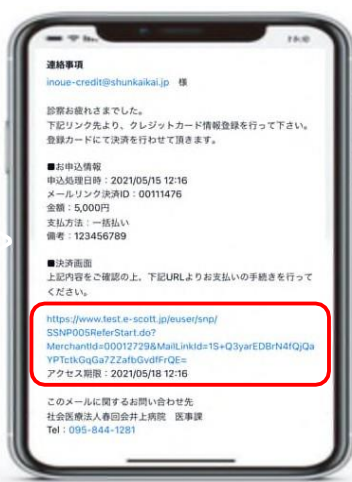 連絡事項
inoue-credit@shunkaikai.jp 様
診察お疲れさまでした。
下記リンク先より、クレジットカード情報登録を行って下さい。
登録カードにて決済を行わせて頂きます。
■お申込情報
申込処理日時：2021/05/15 12:16
メールリンク決済ID：00111476
金額：5,000円
支払方法：一括払い
備考：123456789
■決済画面
上記内容をご確認の上、下記URLよりお支払いの手続きを行って
ください。
https://www.test.e-scott.jp/euser/snp/
SSNP005ReferStart.do?
MerchantId=00012729&MailLinkId=1S+Q3yarEDBrN4fQjQa
YPTctkGqGa7ZZafbGvdfFrQE=
アクセス期限：2021/05/18 12:16
このメールに関するお問い合わせ先
社会医療法人春回会井上病院 医事課
Tel：095-844-1281